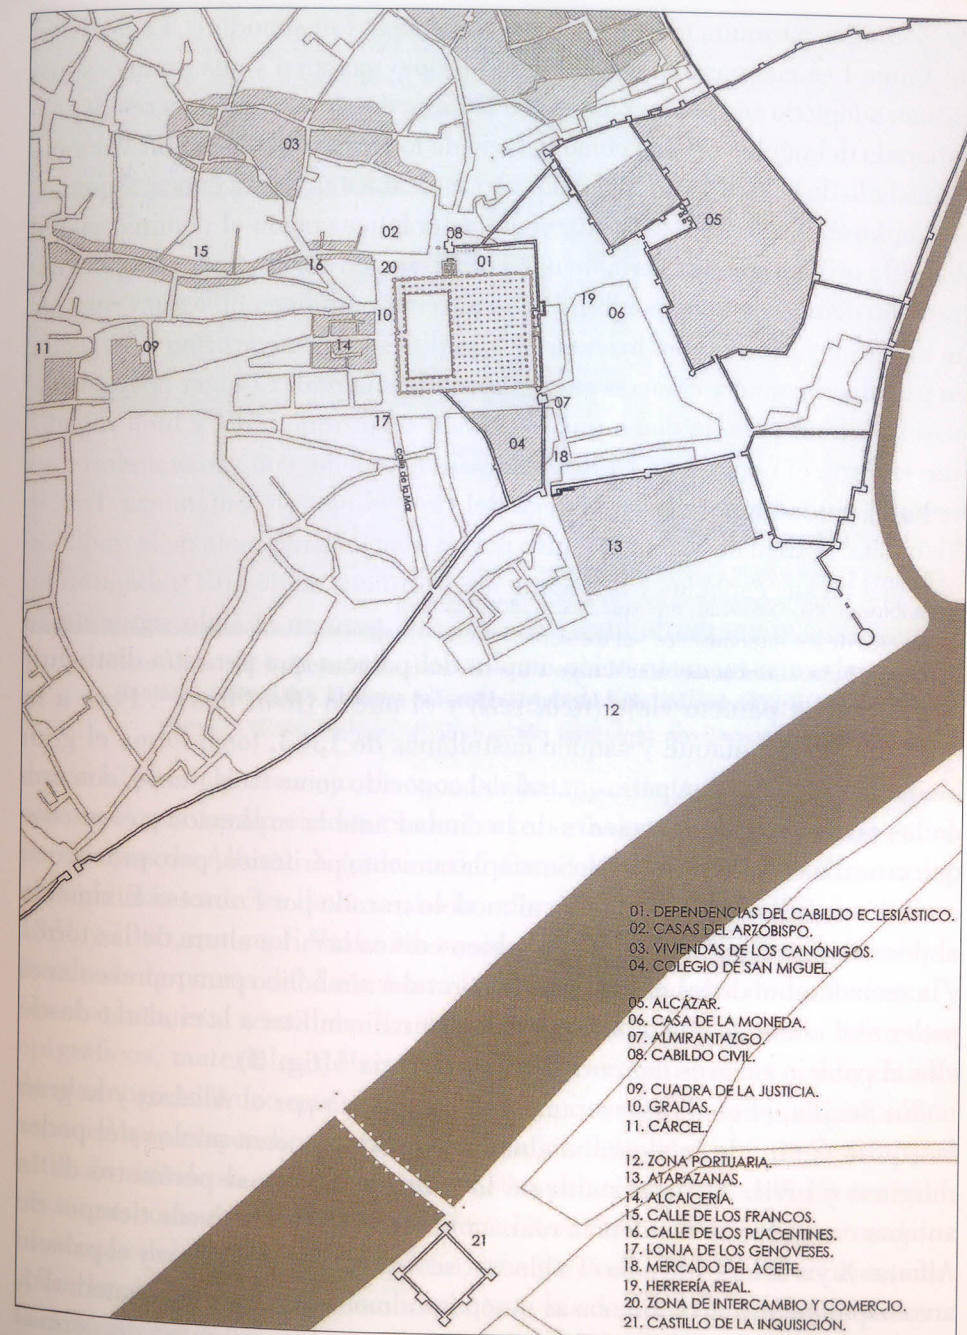 03
02
08
05
15
16
20
01
19
10
06
11
09
14
07
17
04
18
calle de la Mar
13
12
01. DEPENDENCIAS DEL CABILDO ECLESIÁSTICO.
02. CASAS DEL ARZOBISPO.
03. VIVIENDAS DE LOS CANÓNIGOS.
04. COLEGIO DE SAN MIGUEL.
05. ALCÁZAR.
06. CASA DE LA MONEDA.
07. ALMIRANTAZGO.
08. CABILDO CIVIL.
09. CUADRA DE LA JUSTICIA.
10. GRADAS.
11. CÁRCEL.
12. ZONA PORTUARIA.
13. ATARAZANAS.
14. ALCAICERÍA.
15. CALLE DE LOS FRANCOS.
16. CALLE DE LOS PLACENTINES.
17. LONJA DE LOS GENOVESES.
18. MERCADO DEL ACEITE.
19. HERRERÍA REAL.
20. ZONA DE INTERCAMBIO Y COMERCIO.
21. CASTILLO DE LA INQUISICIÓN.
21